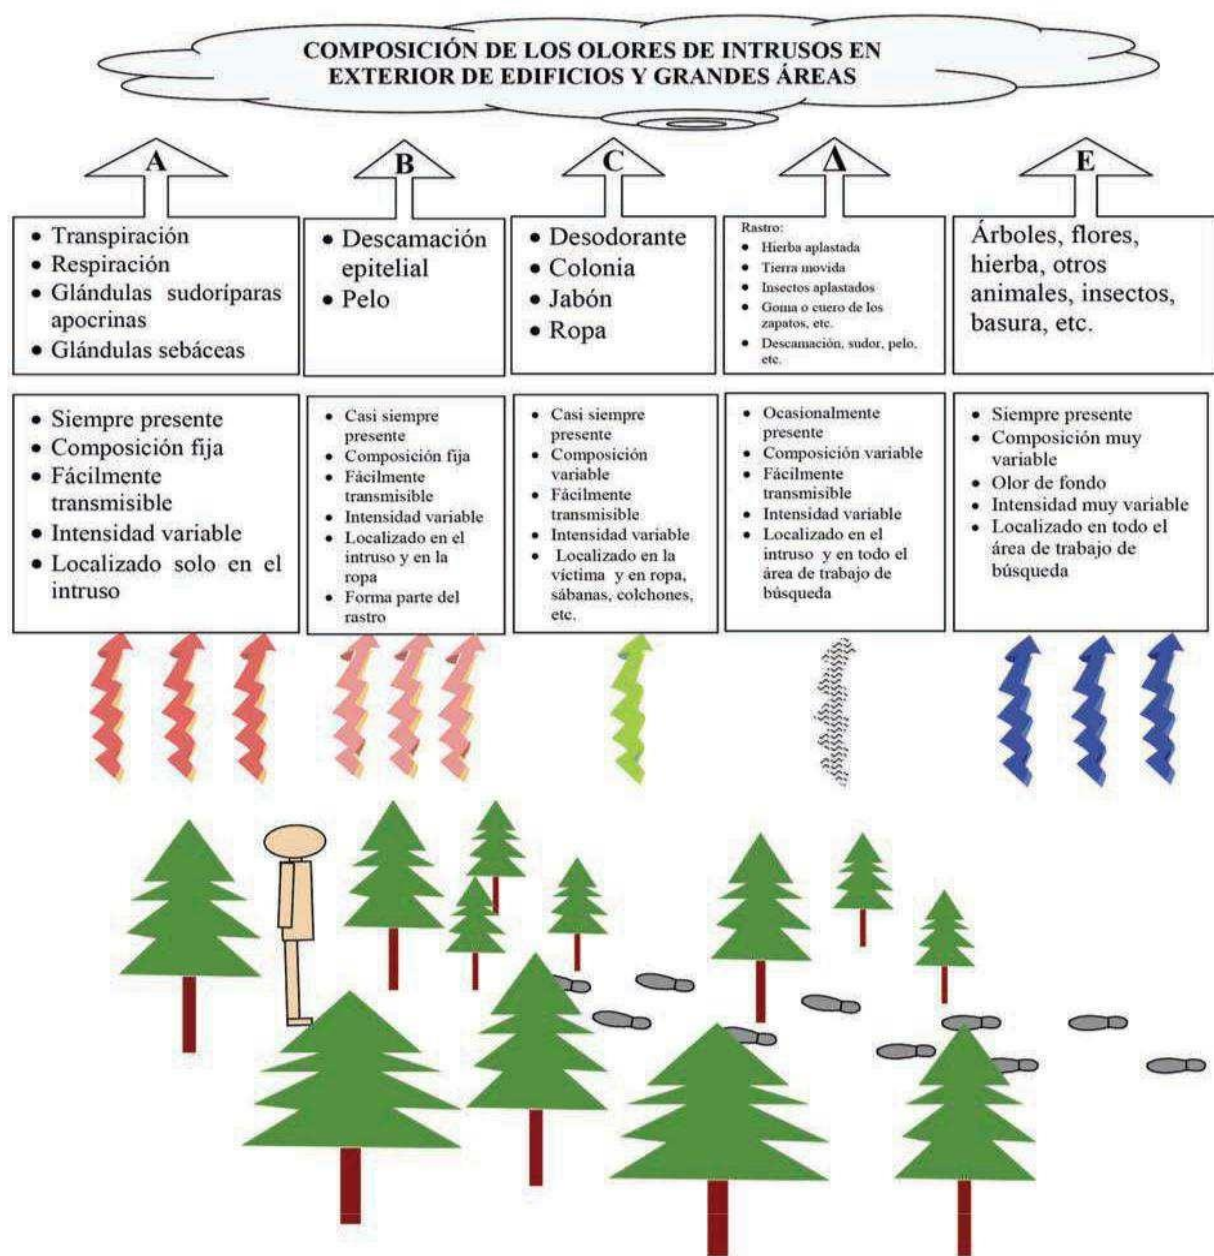 COMPOSICIÓN DE LOS OLORES DE INTRUSOS EN
EXTERIOR DE EDIFICIOS Y GRANDES ÁREAS
A
• Transpiración
• Respiración
• Glándulas sudoríparas
apocrinas
• Glándulas sebáceas
• Siempre presente
• Composición fija
• Fácilmente
transmisible
• Intensidad variable
• Localizado solo en el
intruso
B
• Descamación
epitelial
• Pelo
• Casi siempre
presente
• Composición fija
• Fácilmente
transmisible
• Intensidad variable
• Localizado en el
intruso y en la
ropa
• Forma parte del
rastro
C
• Desodorante
• Colonia
• Jabón
• Ropa
• Casi siempre
presente
• Composición
variable
• Fácilmente
transmisible
• Intensidad variable
• Localizado en la
víctima y en ropa,
sábanas, colchones,
etc.
Δ
Rastro:
• Hierba aplastada
• Tierra movida
• Insectos aplastados
• Goma o cuero de los
zapatos, etc.
• Descamación, sudor, pelo,
etc.
• Ocasionalmente
presente
• Composición variable
• Fácilmente
transmisible
• Intensidad variable
• Localizado en el
intruso y en todo el
área de trabajo de
búsqueda
E
Árboles, flores,
hierba, otros
animales, insectos,
basura, etc.
• Siempre presente
• Composición muy
variable
• Olor de fondo
• Intensidad muy variable
• Localizado en todo el
área de trabajo de
búsqueda